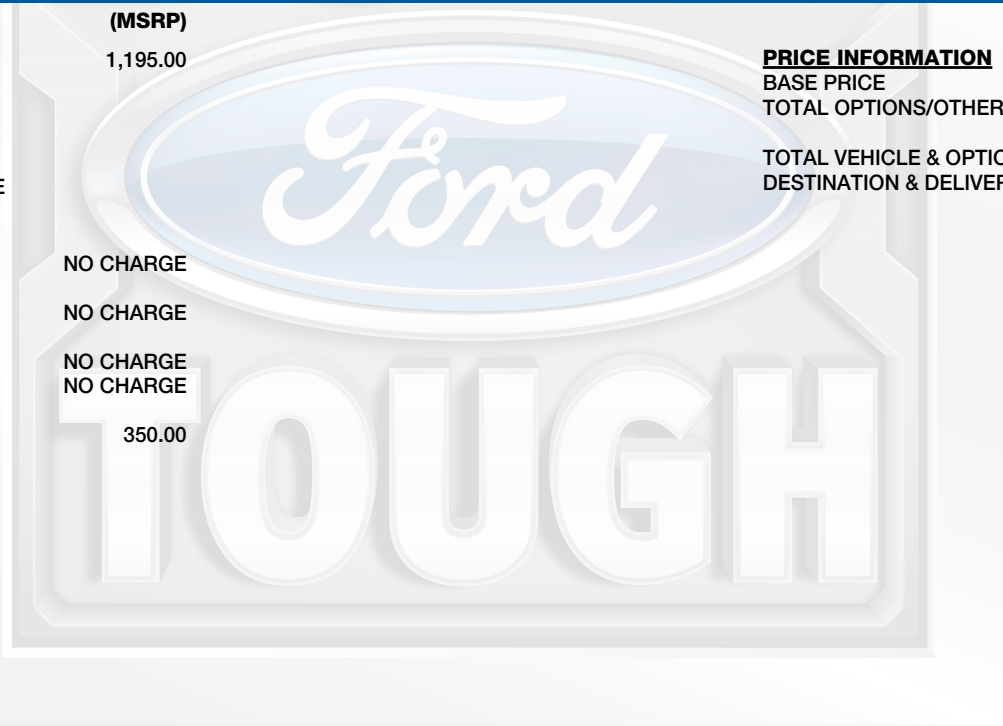 (MSRP)
1,195.00
PRICE INFORMATION
BASE PRICE
TOTAL OPTIONS/OTHER
TOTAL VEHICLE & OPTIO
DESTINATION & DELIVER
E
NO CHARGE
NO CHARGE
NO CHARGE
NO CHARGE
350.00
Ford
TOUGH